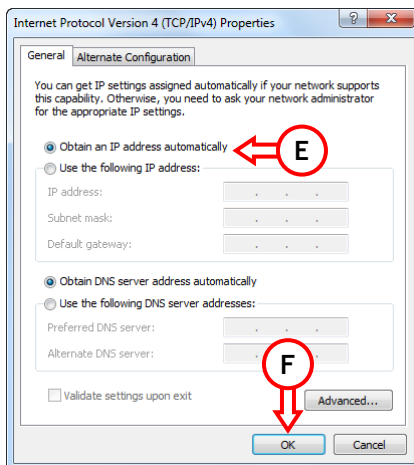 Internet Protocol Version 4 (TCP/IPv4) Properties
General Alternate Configuration
You can get IP settings assigned automatically if your network supports
this capability. Otherwise, you need to ask your network administrator
for the appropriate IP settings.
Obtain an IP address automatically E
Use the following IP address:
IP address:
Subnet mask:
Default gateway:
Obtain DNS server address automatically
Use the following DNS server addresses:
Preferred DNS server:
Alternate DNS server:
F
Validate settings upon exit Advanced...
OK Cancel